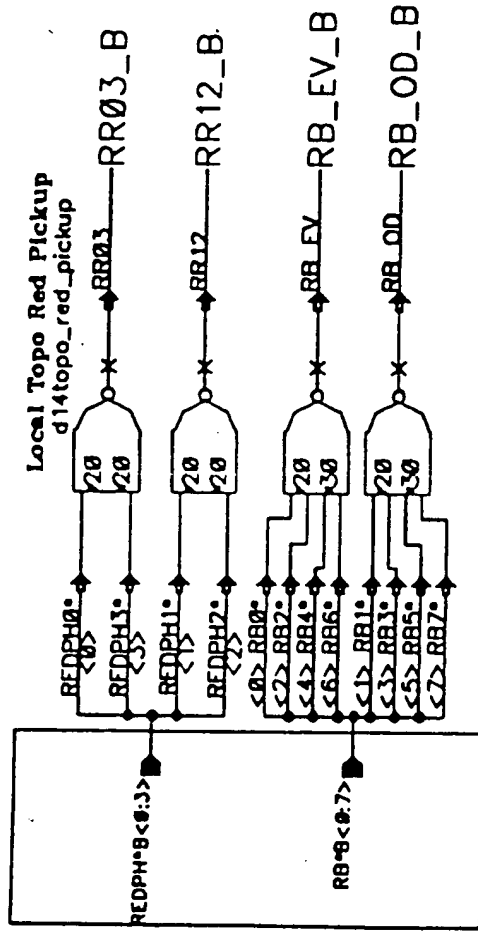 Local Topo Red Pickup
d14topo_red_pickup
REDPH*B<0:3>
REDPH0*
<0>
REDPH3*
<3>
REDPH1*
<1>
REDPH2*
<2>
20
20
20
20
RR03
RR03_B
RR12
RR12_B
RB*B<0:7>
<0> RB0*
<2> RB2*
<4> RB4*
<6> RB6*
<1> RB1*
<3> RB3*
<5> RB5*
<7> RB7*
20
30
20
30
RB_EV
RB_EV_B
RB_OD
RB_OD_B